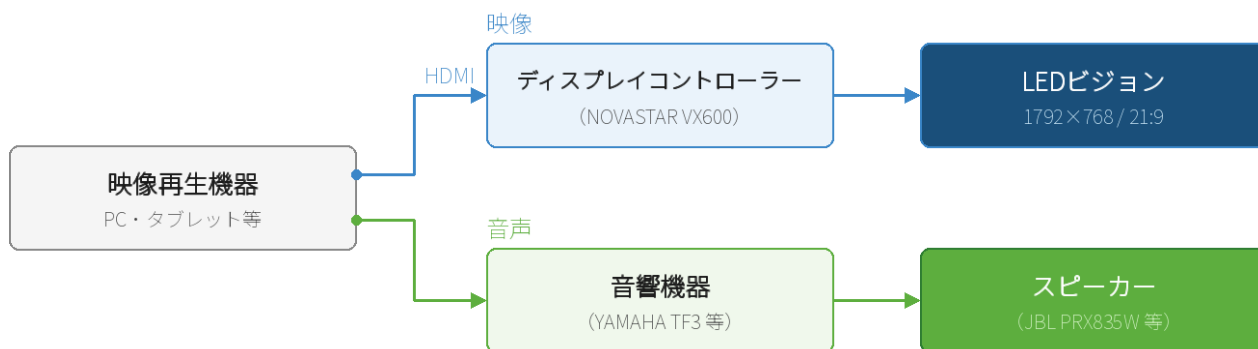 映像
HDMI
ディスプレイコントローラー
（NOVASTAR VX600）
LEDビジョン
1792×768 / 21:9
映像再生機器
PC・タブレット等
音声
音響機器
（YAMAHA TF3 等）
スピーカー
（JBL PRX835W 等）